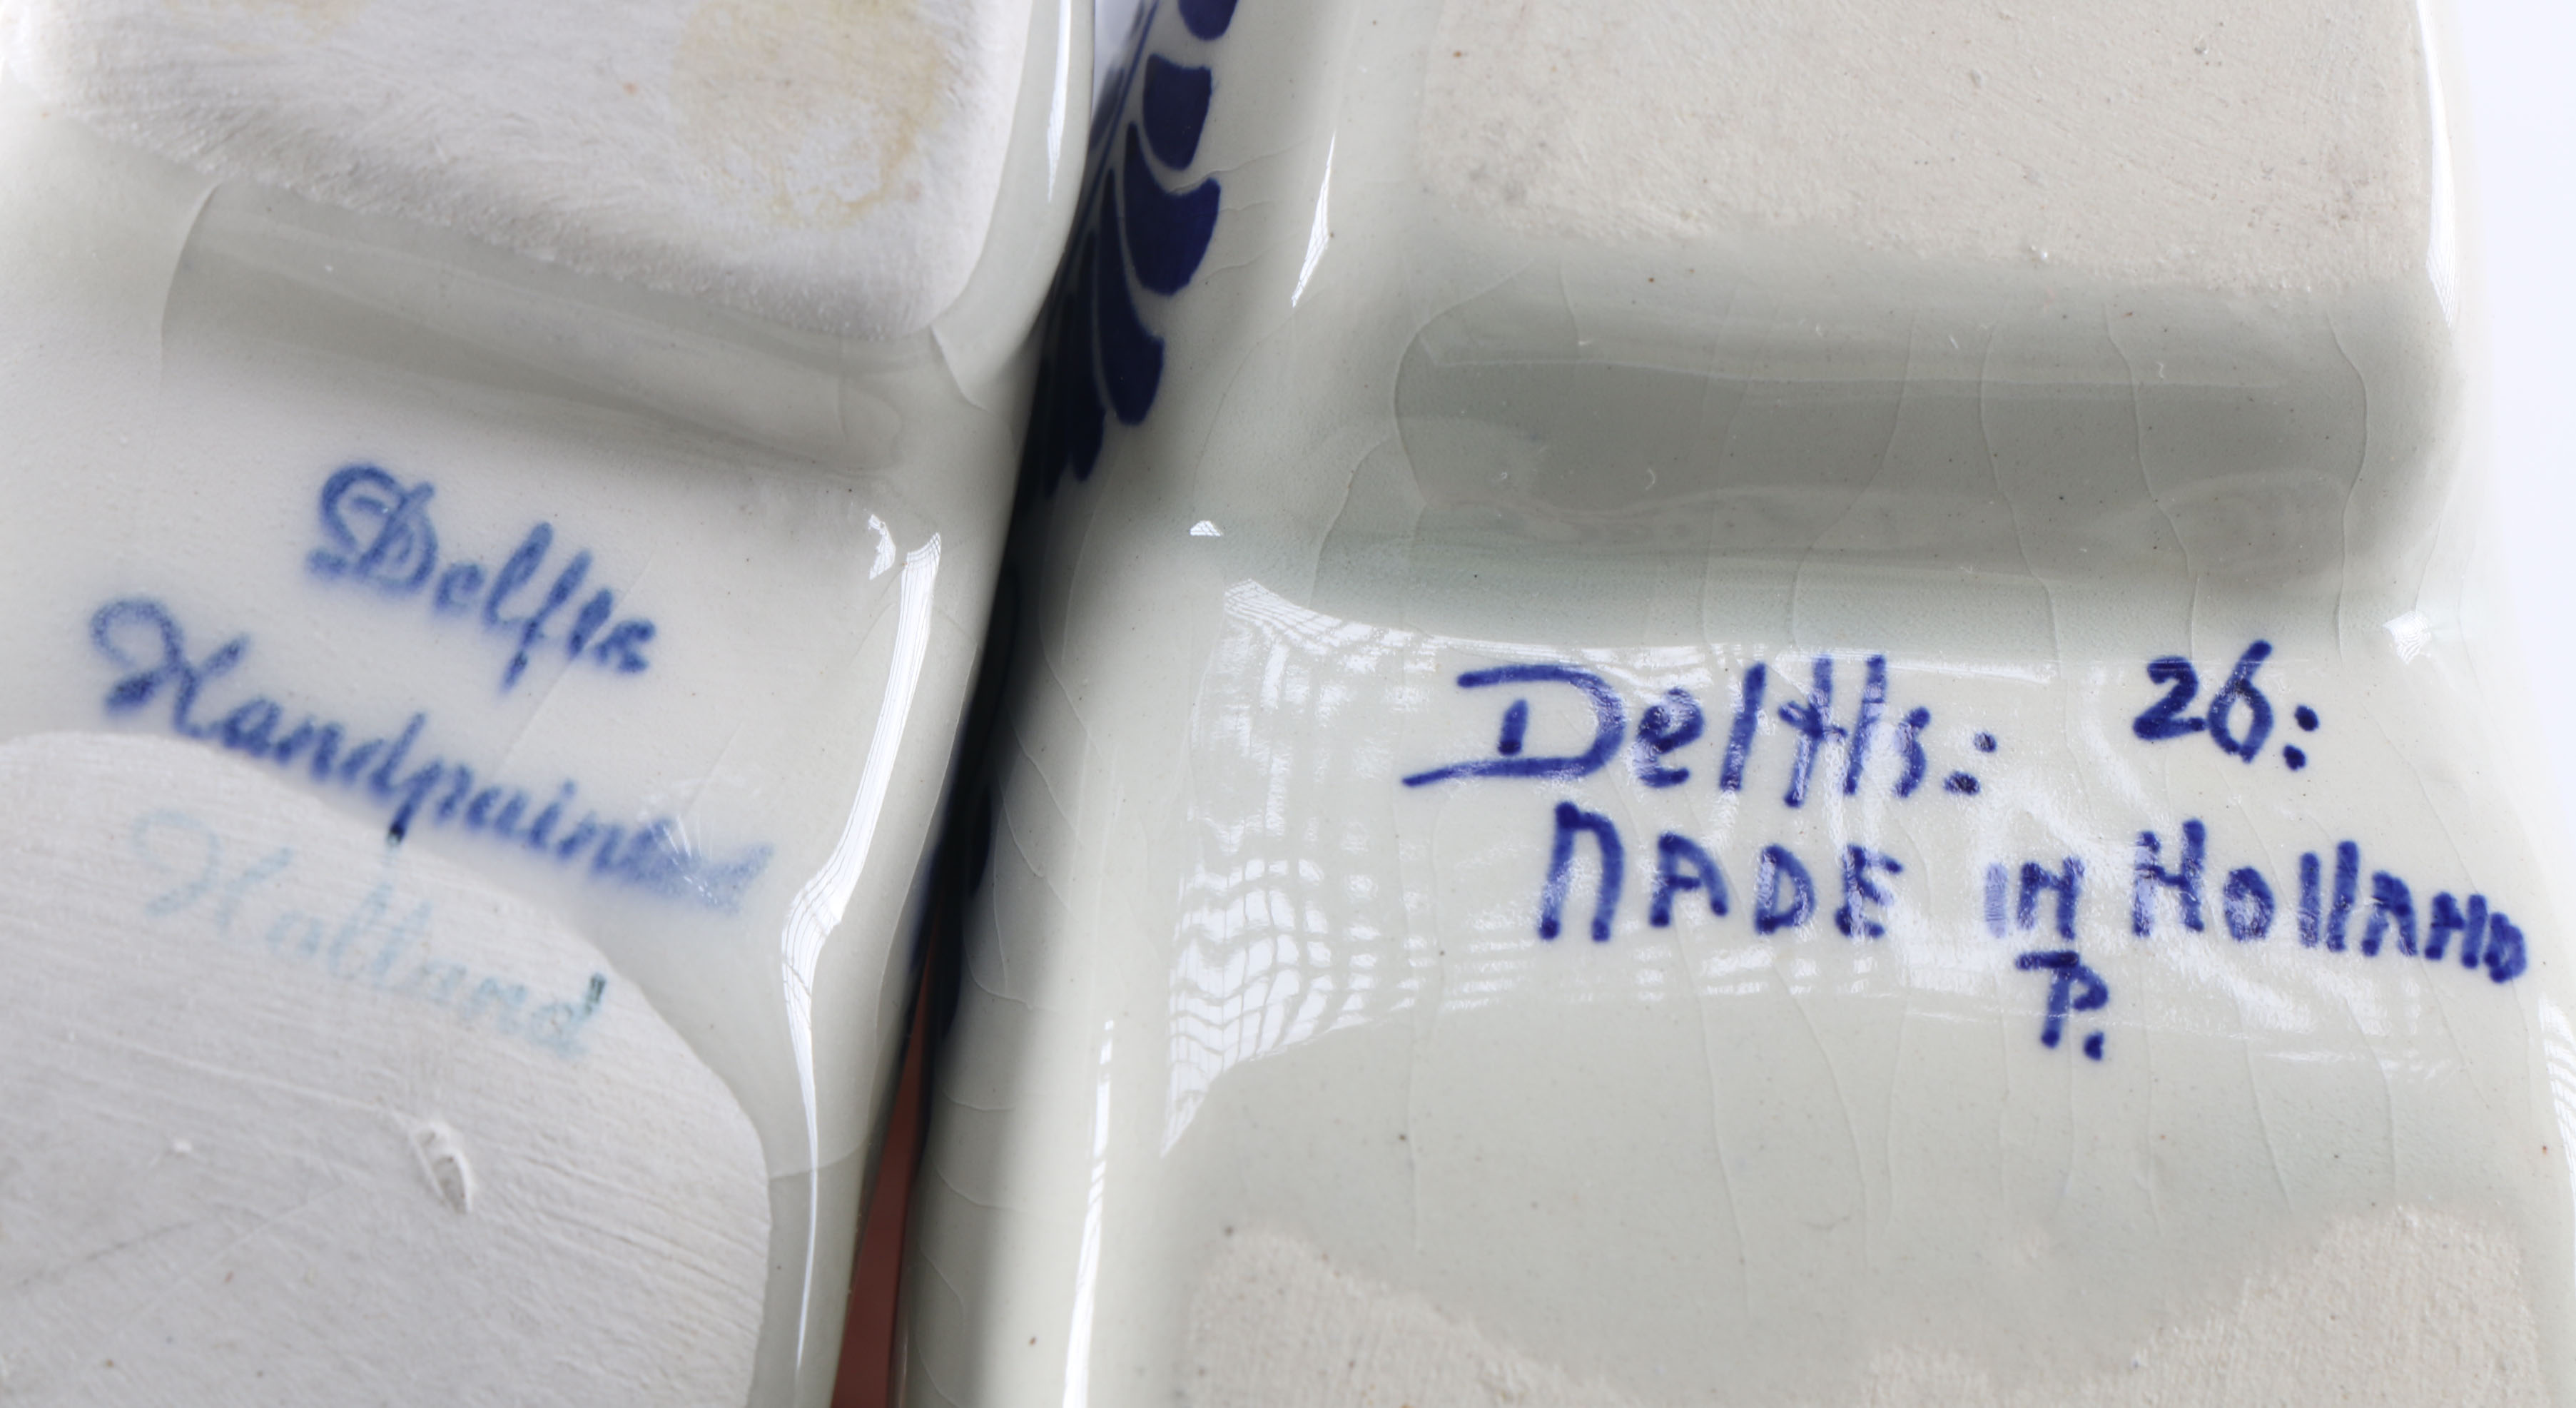 Delfts
Handpainted
Holland
Delfts: 26:
MADE IN HOllAND
P.